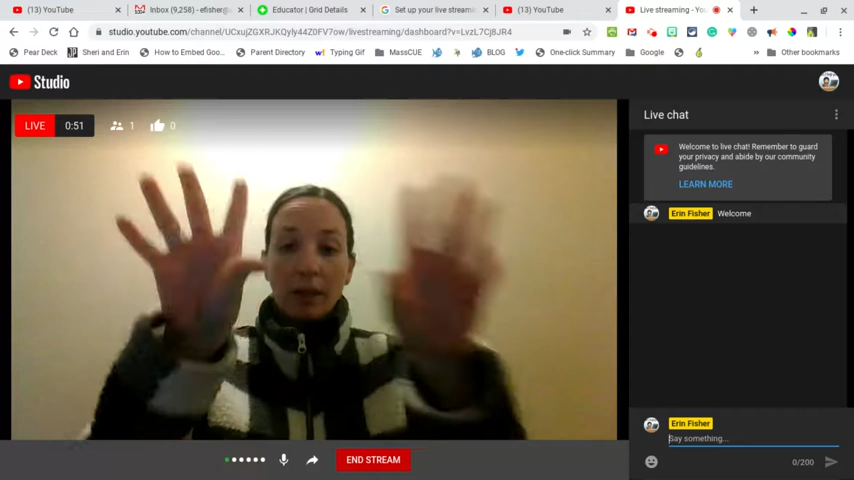 (13) YouTube
Inbox (9,258) - efisher@
Educator | Grid Details
Set up your live streaming
(13) YouTube
Live streaming - You
studio.youtube.com/channel/UCxujZGXRJKQyly44Z0FV7ow/livestreaming/dashboard?v=LvzL7Cj8JR4
Pear Deck
Sheri and Erin
How to Embed Goo...
Parent Directory
Typing Gif
MassCUE
BLOG
One-click Summary
Google
Other bookmarks
Studio
LIVE 0:51 1 0
Live chat
Welcome to live chat! Remember to guard
your privacy and abide by our community
guidelines.
LEARN MORE
Erin Fisher Welcome
Erin Fisher
Say something...
0/200
END STREAM